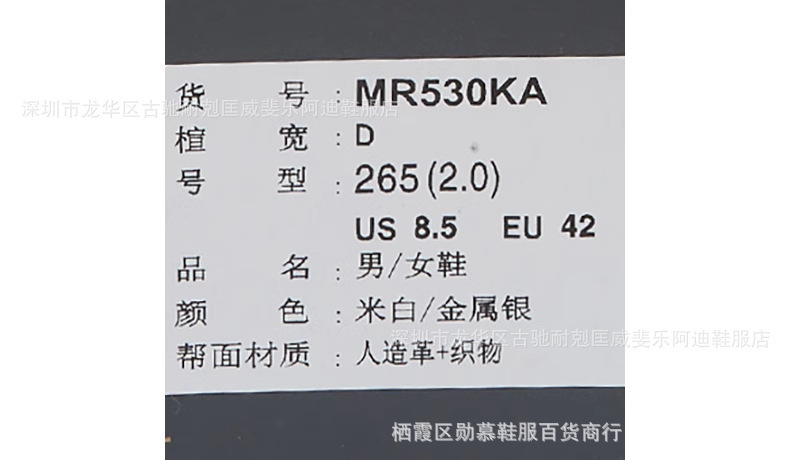 货 号 : MR530KA
深圳市龙华区古驰耐剋匡威斐乐阿迪鞋服店
楦 宽 : D
号 型 : 265(2.0)
US 8.5 EU 42
品 名 : 男/女鞋
颜 色 : 米白/金属银
深圳市龙华区古驰耐剋匡威斐乐阿迪鞋服店
帮面材质 : 人造革+织物
栖霞区勋慕鞋服百货商行